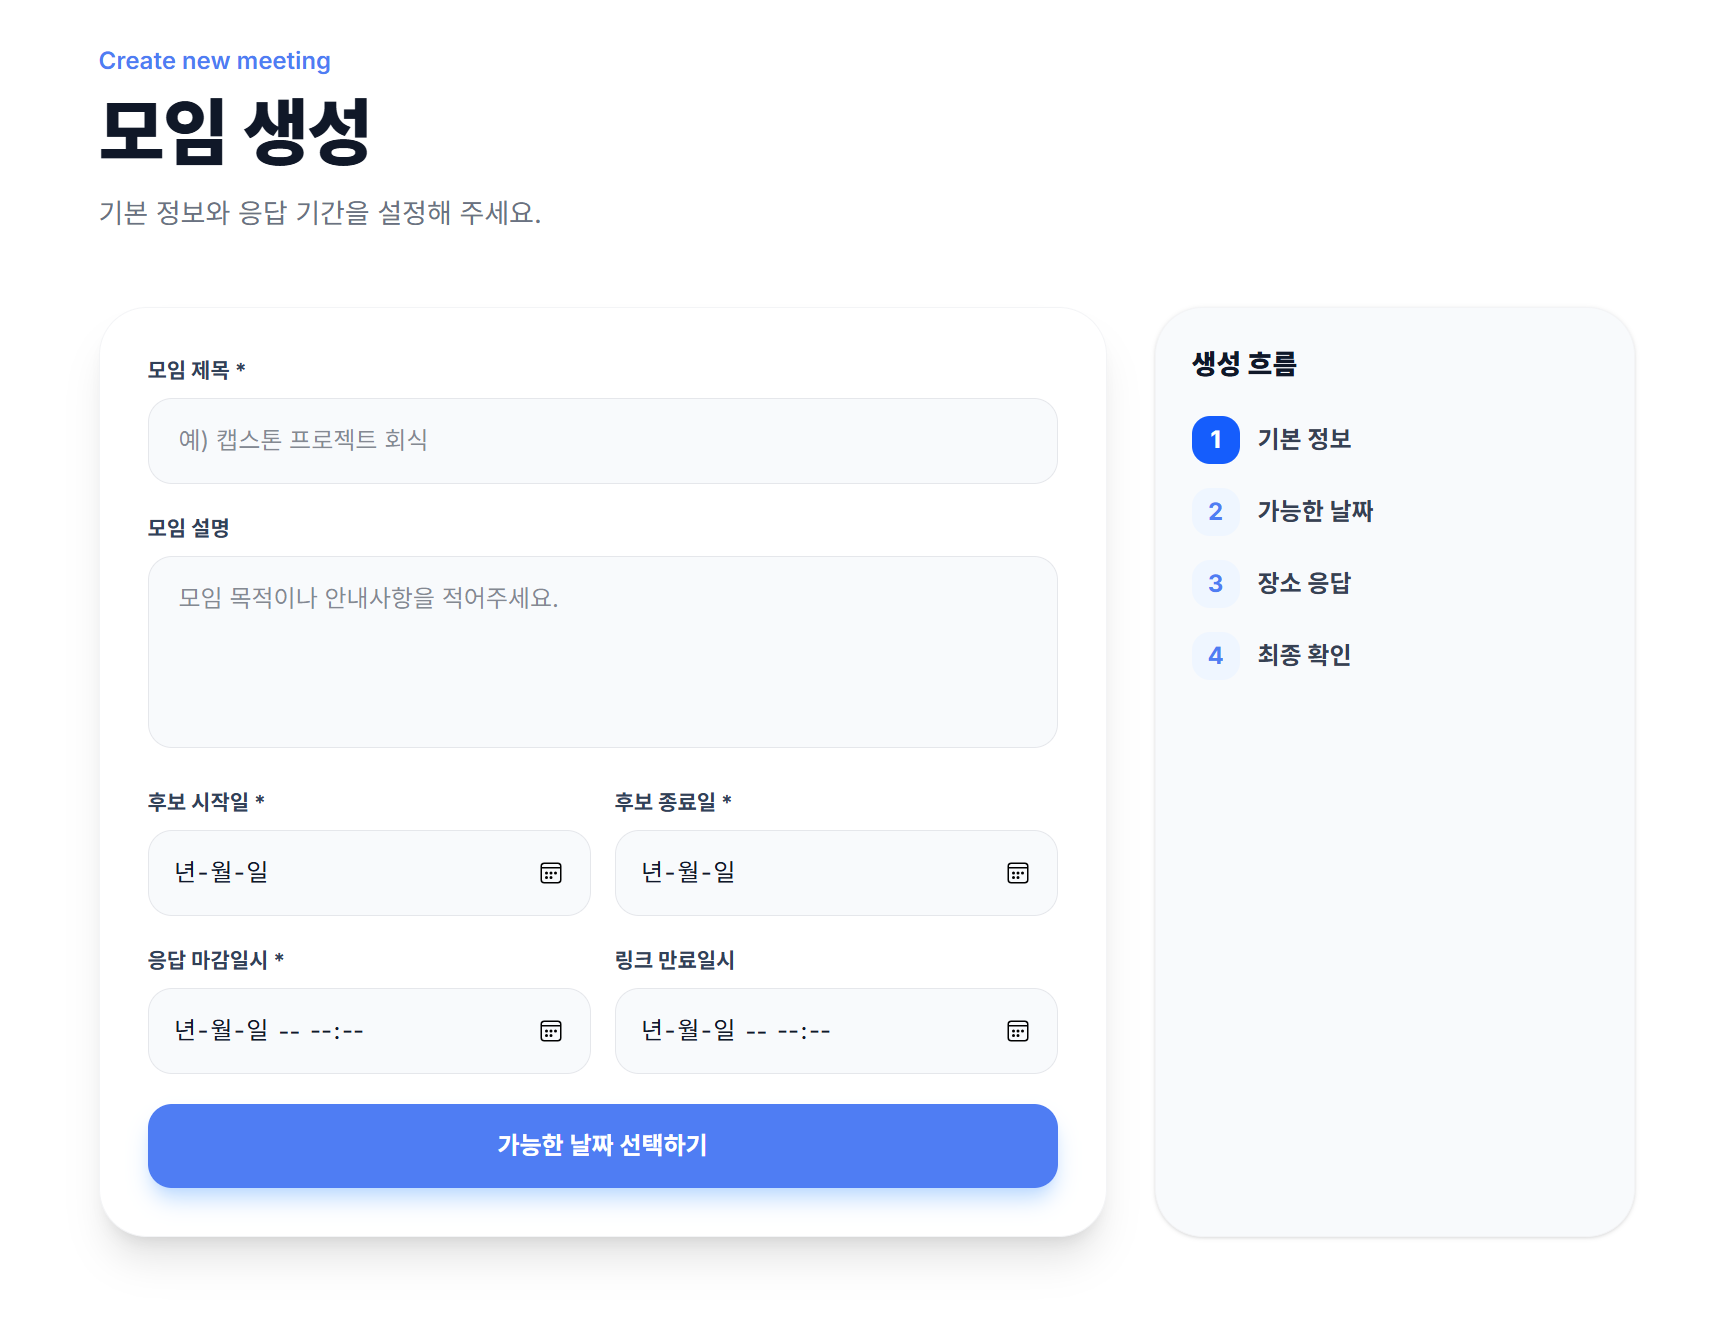 Create new meeting
모임 생성
기본 정보와 응답 기간을 설정해 주세요.
모임 제목 *
예) 캡스톤 프로젝트 회식
모임 설명
모임 목적이나 안내사항을 적어주세요.
후보 시작일 *
후보 종료일 *
년-월-일
년-월-일
응답 마감일시 *
링크 만료일시
년-월-일 -- --:--
년-월-일 -- --:--
가능한 날짜 선택하기
생성 흐름
1 기본 정보
2 가능한 날짜
3 장소 응답
4 최종 확인